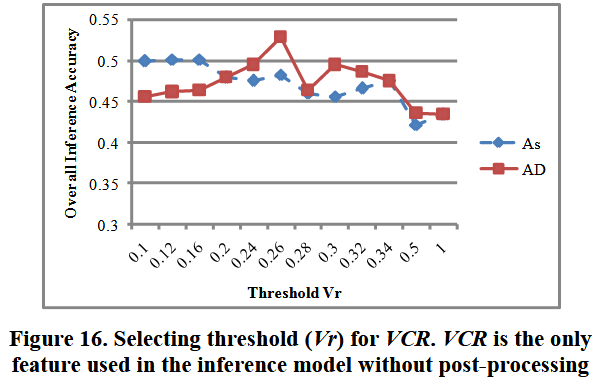 0.55
0.5
0.45
0.4
0.35
0.3
Overall Inference Accuracy
0.1 0.12 0.16 0.2 0.24 0.26 0.28 0.3 0.32 0.34 0.5 1
Threshold Vr
As
AD
Figure 16. Selecting threshold (Vr) for VCR. VCR is the only
feature used in the inference model without post-processing